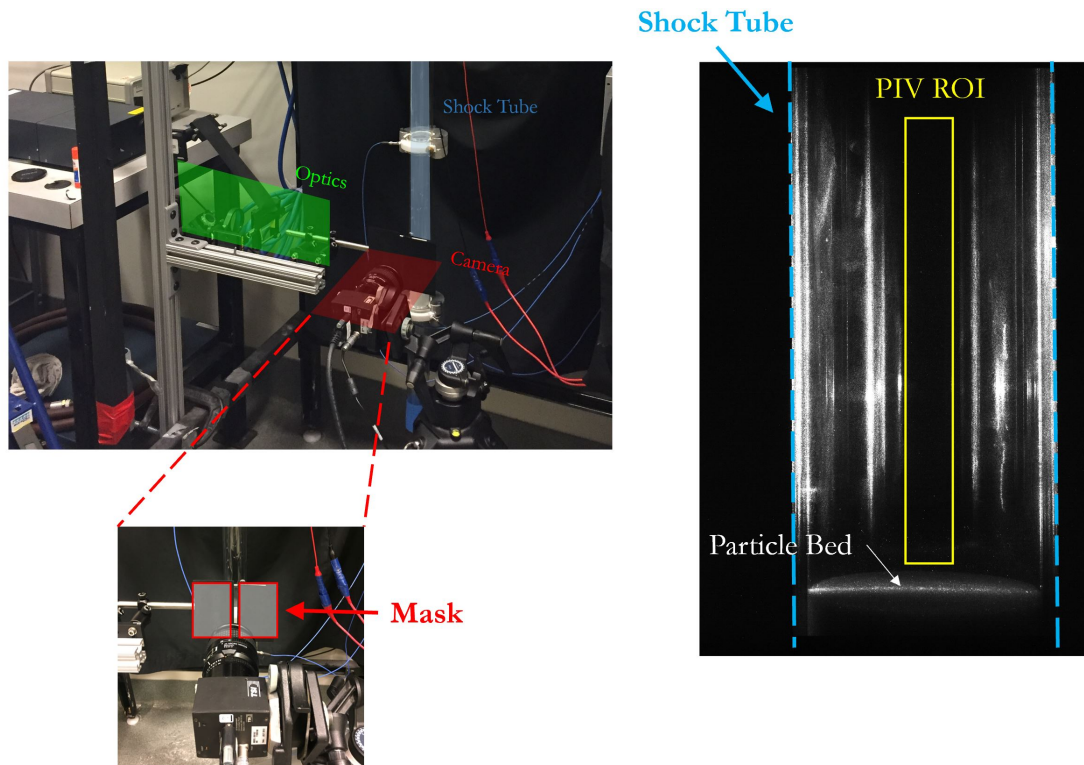 Shock Tube
PIV ROI
Shock Tube
Optics
Camera
Particle Bed
Mask